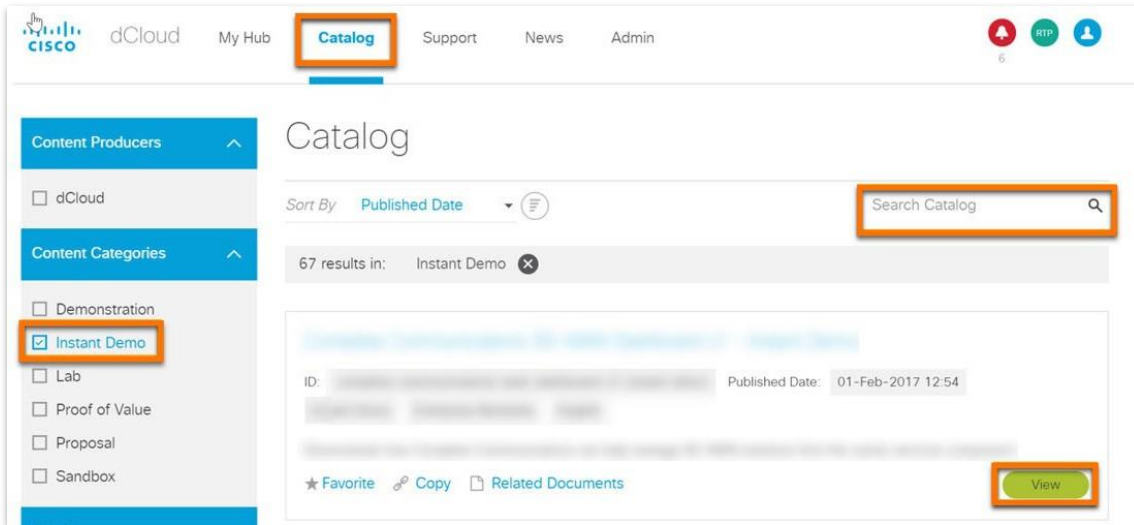 CISCO dCloud My Hub Catalog Support News Admin RTP
6
Content Producers
dCloud
Content Categories
Demonstration
Instant Demo
Lab
Proof of Value
Proposal
Sandbox
Catalog
Sort By Published Date
Search Catalog
67 results in: Instant Demo
ID: Published Date: 01-Feb-2017 12:54
Favorite Copy Related Documents
View